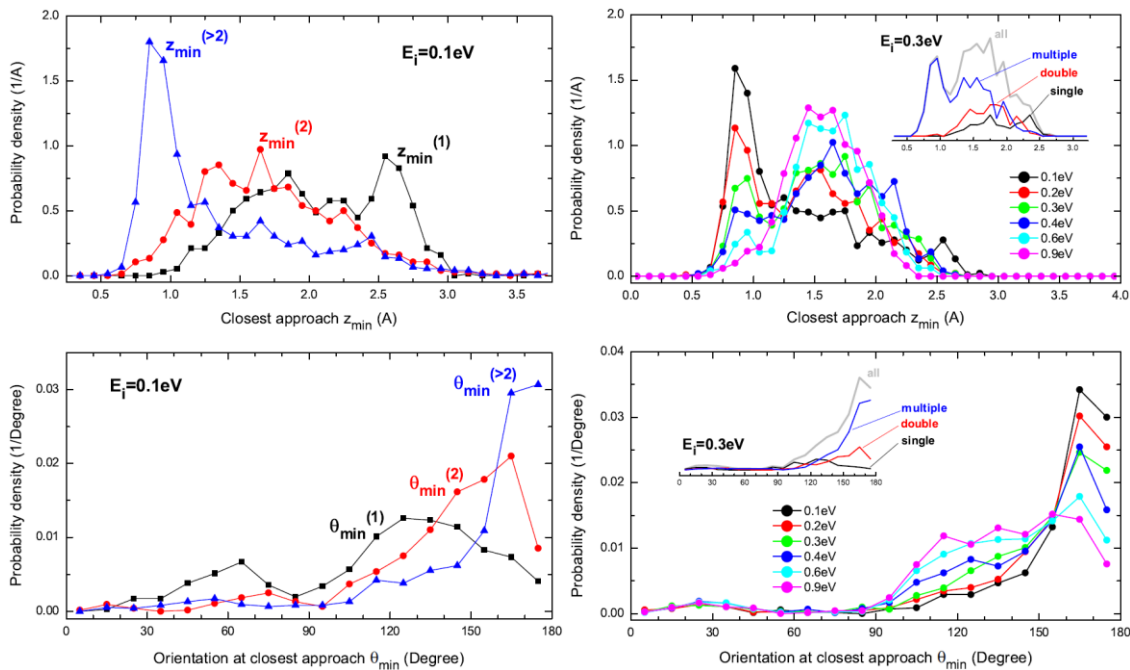 2.0
1.5
1.0
0.5
0.0
Probability density (1/A)
z_min^(>2)
E_i=0.1eV
z_min^(2)
z_min^(1)
0.5 1.0 1.5 2.0 2.5 3.0 3.5
Closest approach z_min (A)
2.0
1.5
1.0
0.5
0.0
Probability density (1/A)
E_i=0.3eV
all
multiple
double
single
0.5 1.0 1.5 2.0 2.5 3.0
0.1eV
0.2eV
0.3eV
0.4eV
0.6eV
0.9eV
0.0 0.5 1.0 1.5 2.0 2.5 3.0 3.5 4.0
Closest approach z_min (A)
0.03
0.02
0.01
0.00
Probability density (1/Degree)
E_i=0.1eV
θ_min^(>2)
θ_min^(2)
θ_min^(1)
0 30 60 90 120 150 180
Orientation at closest approach θ_min (Degree)
0.04
0.03
0.02
0.01
0.00
Probability density (1/Degree)
all
multiple
double
single
E_i=0.3eV
0 30 60 90 120 150 180
0.1eV
0.2eV
0.3eV
0.4eV
0.6eV
0.9eV
0 30 60 90 120 150 180
Orientation at closest approach θ_min (Degree)